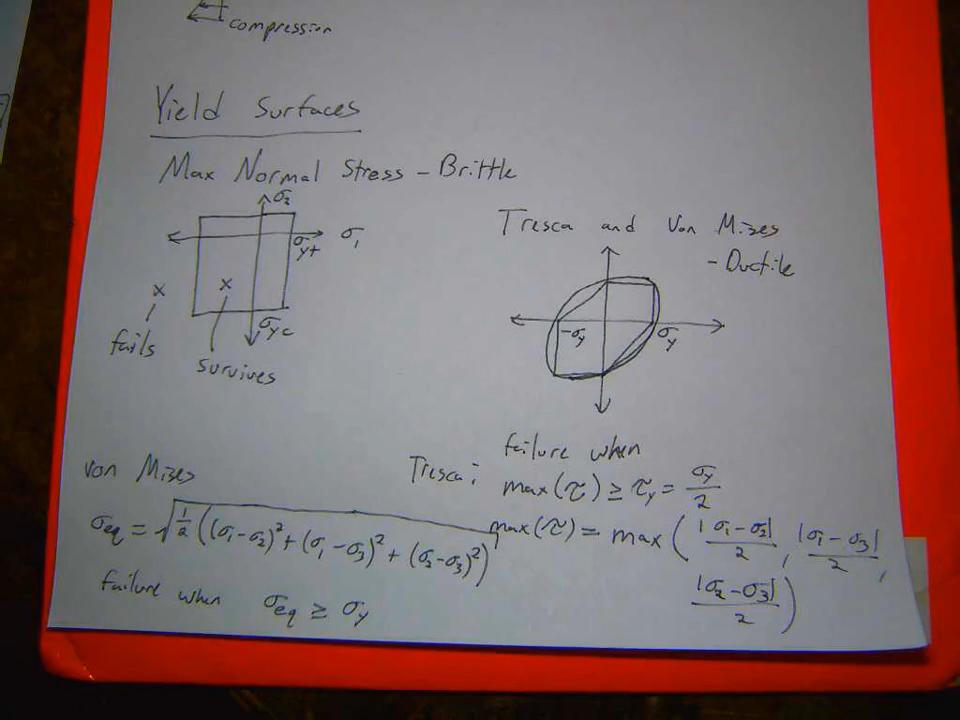 compression
Yield Surfaces
Max Normal Stress - Brittle
σ₂
σ₁
σyt
x
x
σyc
fails
survives
Tresca and Von Mises
- Ductile
-σy
σy
von Mises
σeq = √(½((σ₁-σ₂)² + (σ₁-σ₃)² + (σ₂-σ₃)²))
failure when σeq ≥ σy
Tresca: failure when
max(τ) ≥ τy = σy/2
max(τ) = max(|σ₁-σ₂|/2, |σ₁-σ₃|/2,
|σ₂-σ₃|/2)